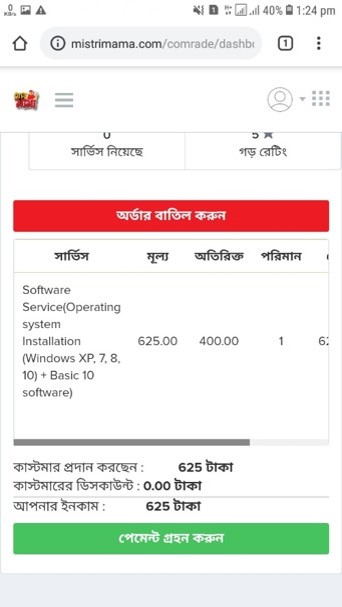 0
KB/s
40% 1:24 pm
mistrimama.com/comrade/dashbo
1
0 5 ★
সার্ভিস নিয়েছে গড় রেটিং
অর্ডার বাতিল করুন
সার্ভিস মূল্য অতিরিক্ত পরিমান
Software
Service(Operating
system
Installation 625.00 400.00 1 62
(Windows XP, 7, 8,
10) + Basic 10
software)
কাস্টমার প্রদান করছেন : 625 টাকা
কাস্টমারের ডিসকাউন্ট : 0.00 টাকা
আপনার ইনকাম : 625 টাকা
পেমেন্ট গ্রহন করুন